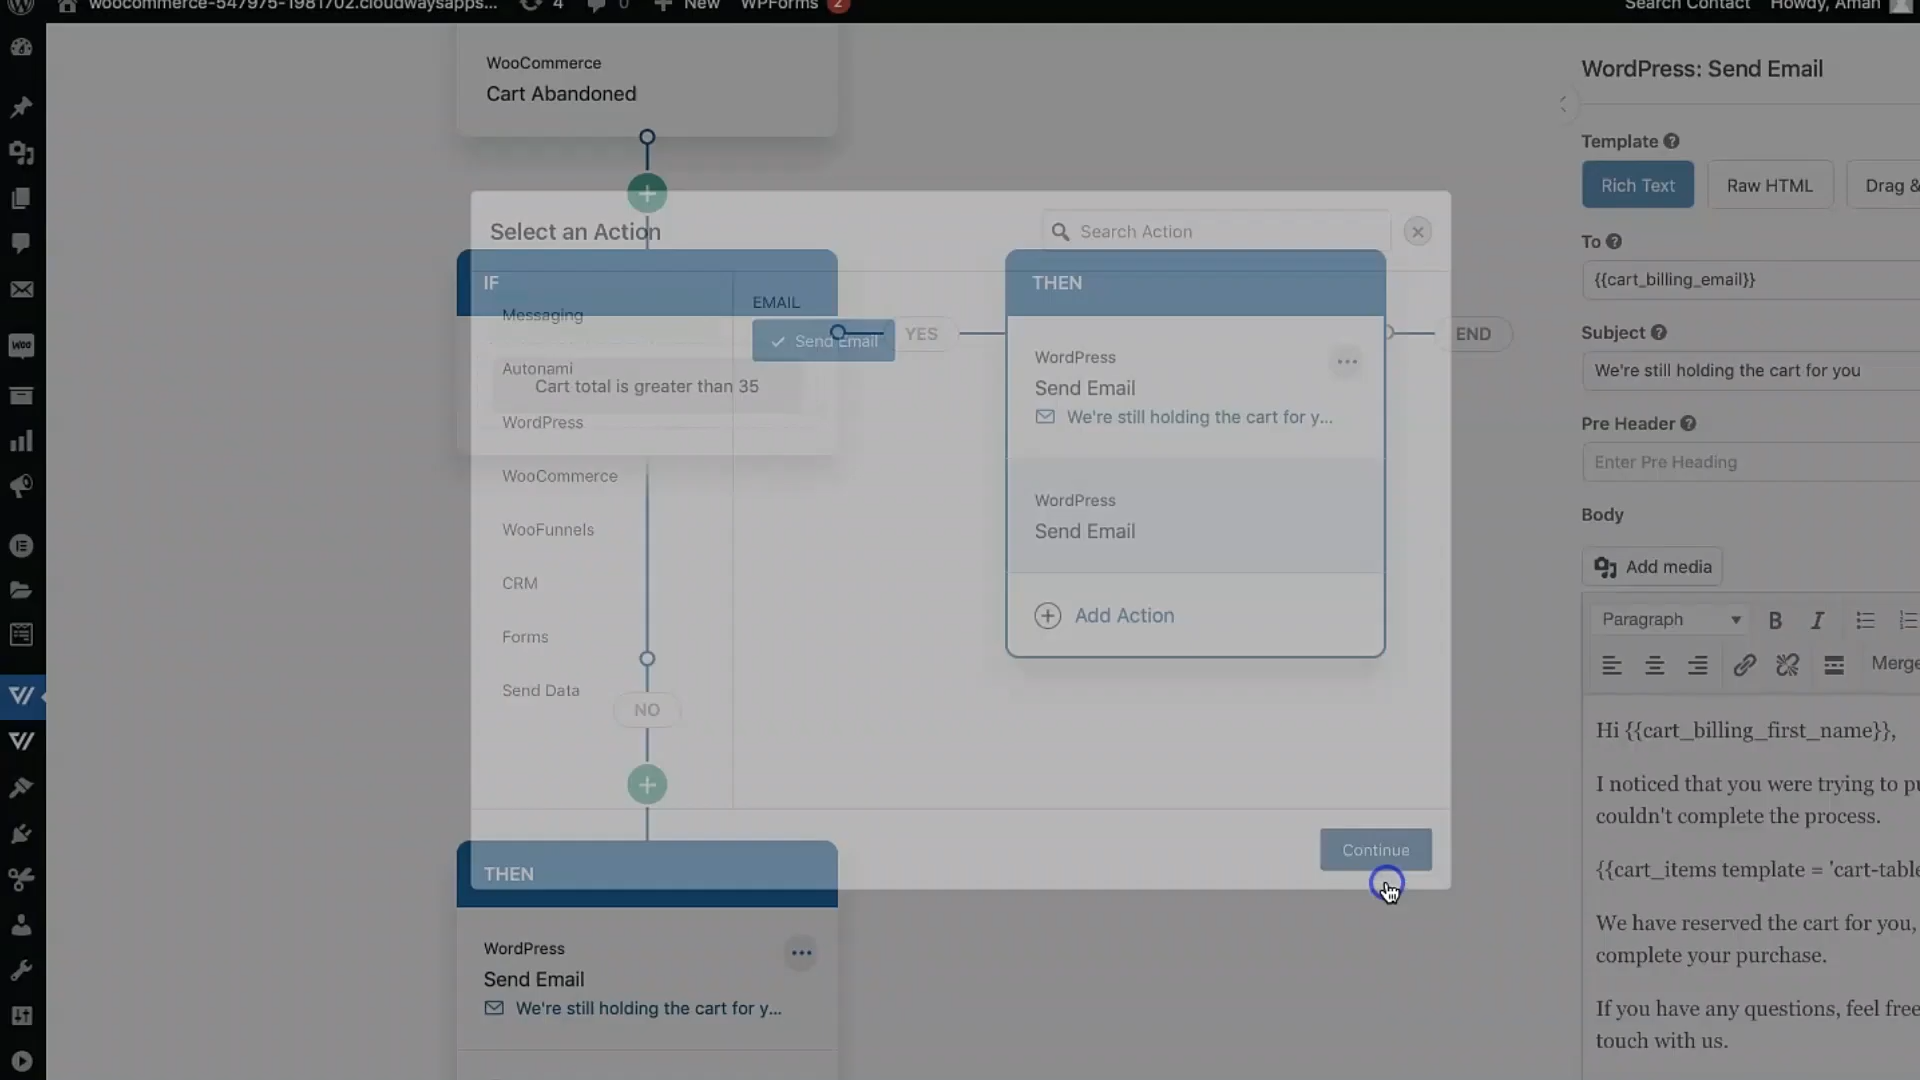 woocommerce-547975-1981702.cloudwaysapps...
4
0
New
WPForms 2
Search Contact
Howdy, Aman
WooCommerce
Cart Abandoned
Select an Action
Search Action
IF
Messaging
Autonami
Cart total is greater than 35
WordPress
WooCommerce
WooFunnels
CRM
Forms
Send Data
NO
EMAIL
Send Email
YES
THEN
WordPress
Send Email
We're still holding the cart for y...
WordPress
Send Email
Add Action
END
Continue
THEN
WordPress
Send Email
We're still holding the cart for y...
WordPress: Send Email
Template
Rich Text
Raw HTML
Drag &
To
{{cart_billing_email}}
Subject
We're still holding the cart for you
Pre Header
Enter Pre Heading
Body
Add media
Paragraph
Merge
Hi {{cart_billing_first_name}},
I noticed that you were trying to pu
couldn't complete the process.
{{cart_items template = 'cart-table
We have reserved the cart for you,
complete your purchase.
If you have any questions, feel free
touch with us.